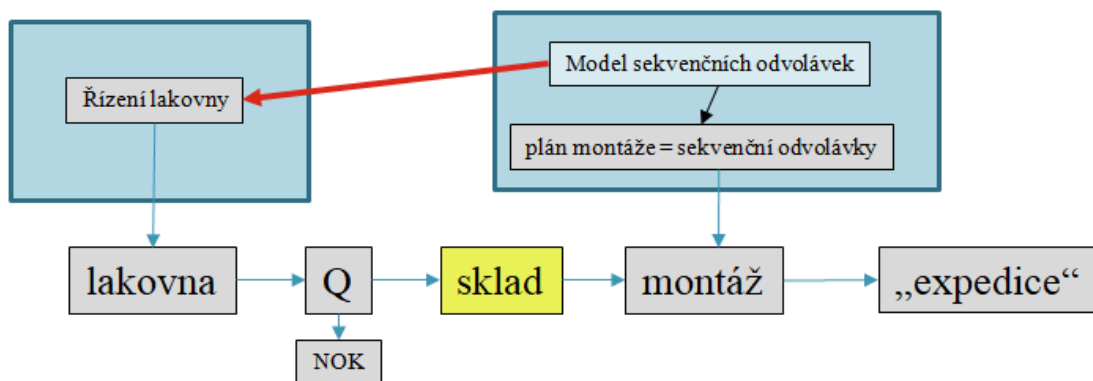 Model sekvenčních odvolávek
Řízení lakovny
plán montáže = sekvenční odvolávky
lakovna
Q
sklad
montáž
„expedice“
NOK